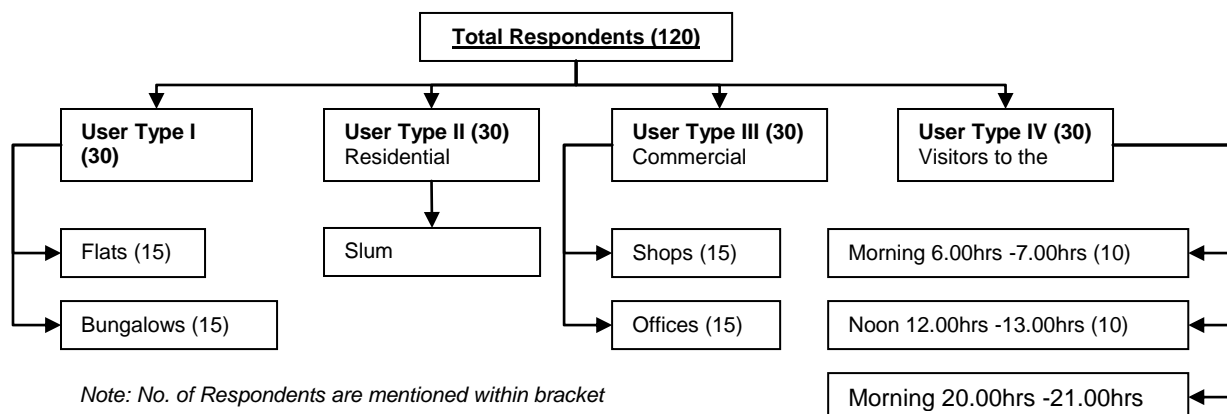 Total Respondents (120)
User Type I
(30)
User Type II (30)
Residential
User Type III (30)
Commercial
User Type IV (30)
Visitors to the
Flats (15)
Slum
Shops (15)
Morning 6.00hrs -7.00hrs (10)
Bungalows (15)
Offices (15)
Noon 12.00hrs -13.00hrs (10)
Note: No. of Respondents are mentioned within bracket
Morning 20.00hrs -21.00hrs